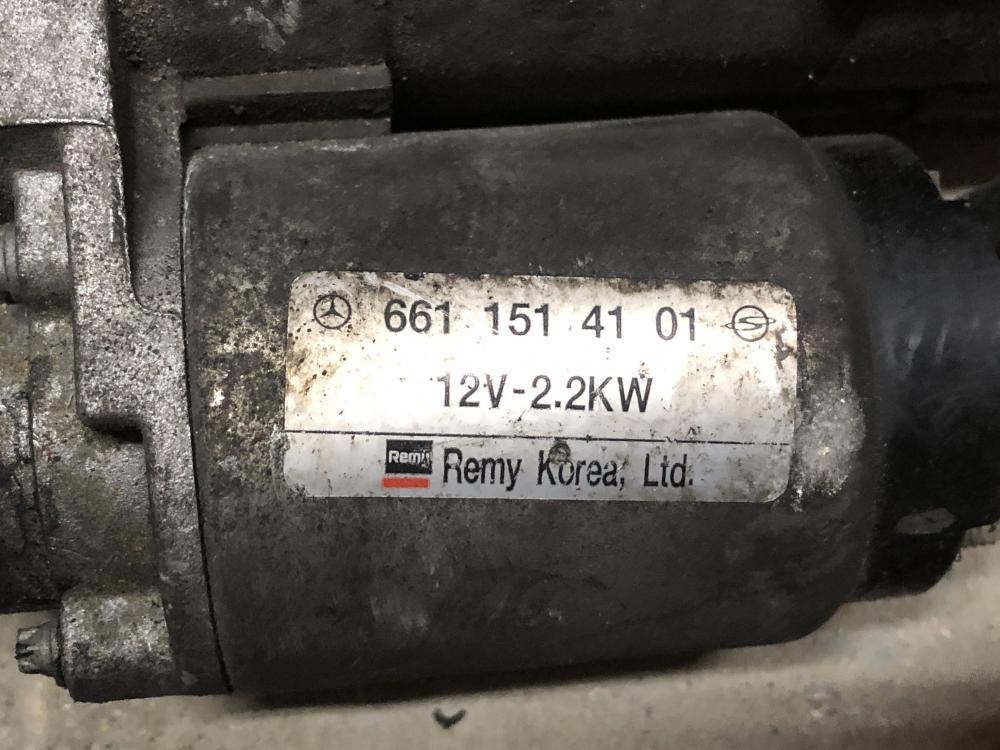 661 151 41 01
12V-2.2KW
Remy Remy Korea, Ltd.